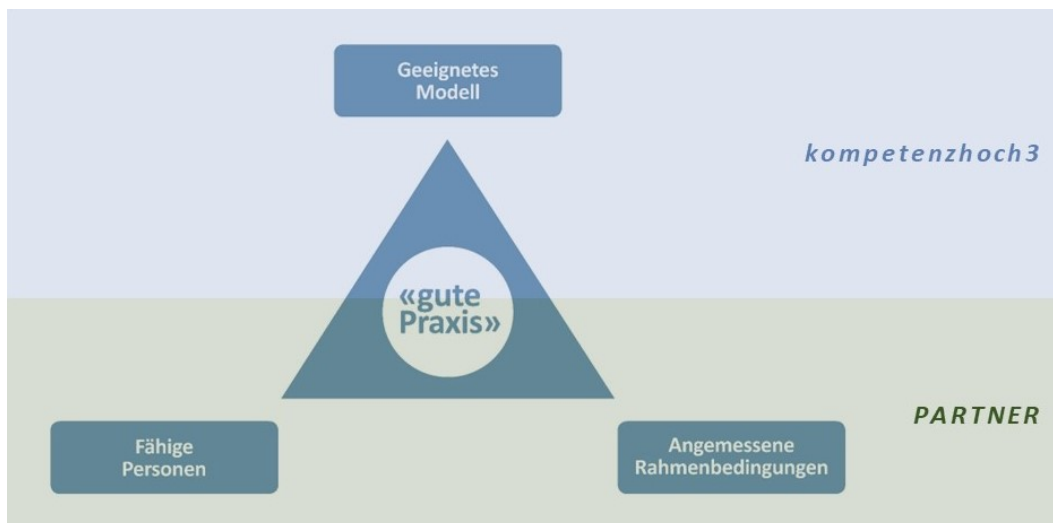 Geeignetes
Modell
kompetenzhoch3
«gute
Praxis»
PARTNER
Fähige
Personen
Angemessene
Rahmenbedingungen